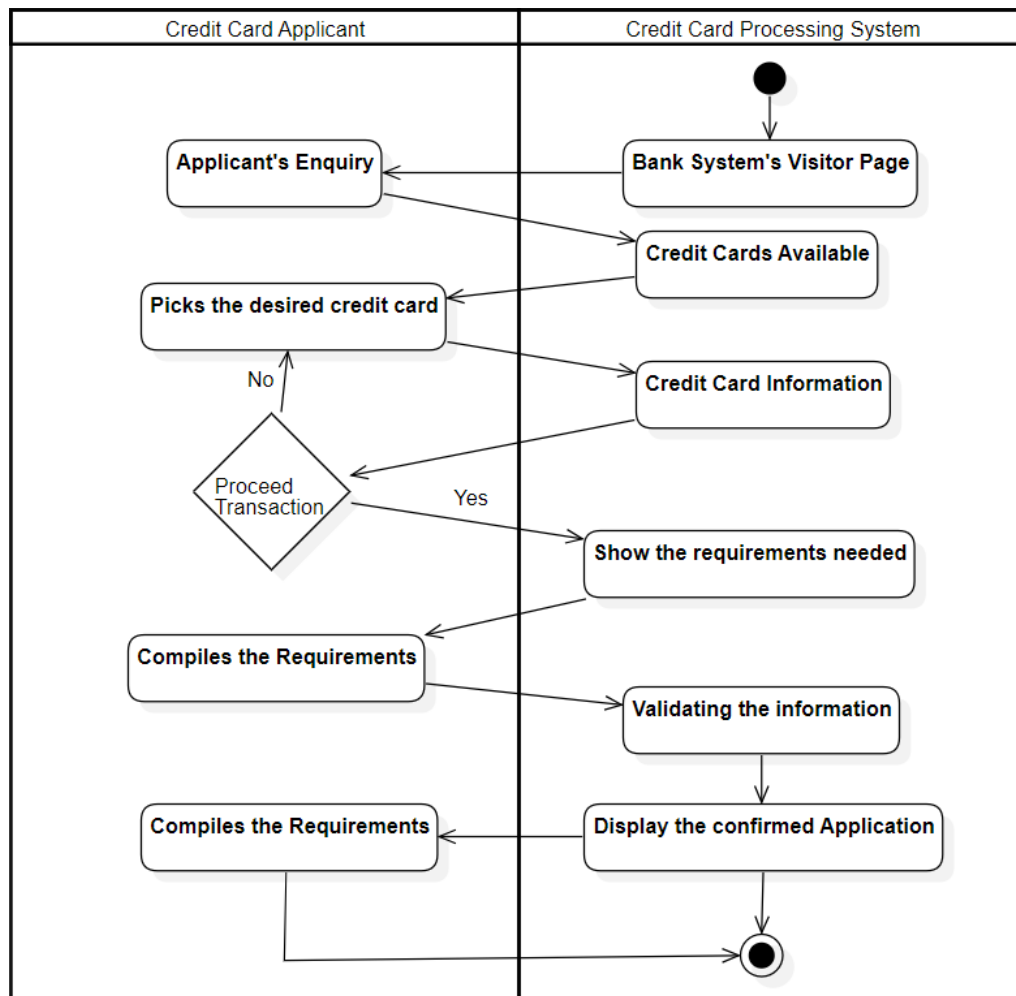 Credit Card Applicant
Credit Card Processing System
Applicant's Enquiry
Bank System's Visitor Page
Credit Cards Available
Picks the desired credit card
No
Credit Card Information
Proceed
Transaction
Yes
Show the requirements needed
Compiles the Requirements
Validating the information
Compiles the Requirements
Display the confirmed Application